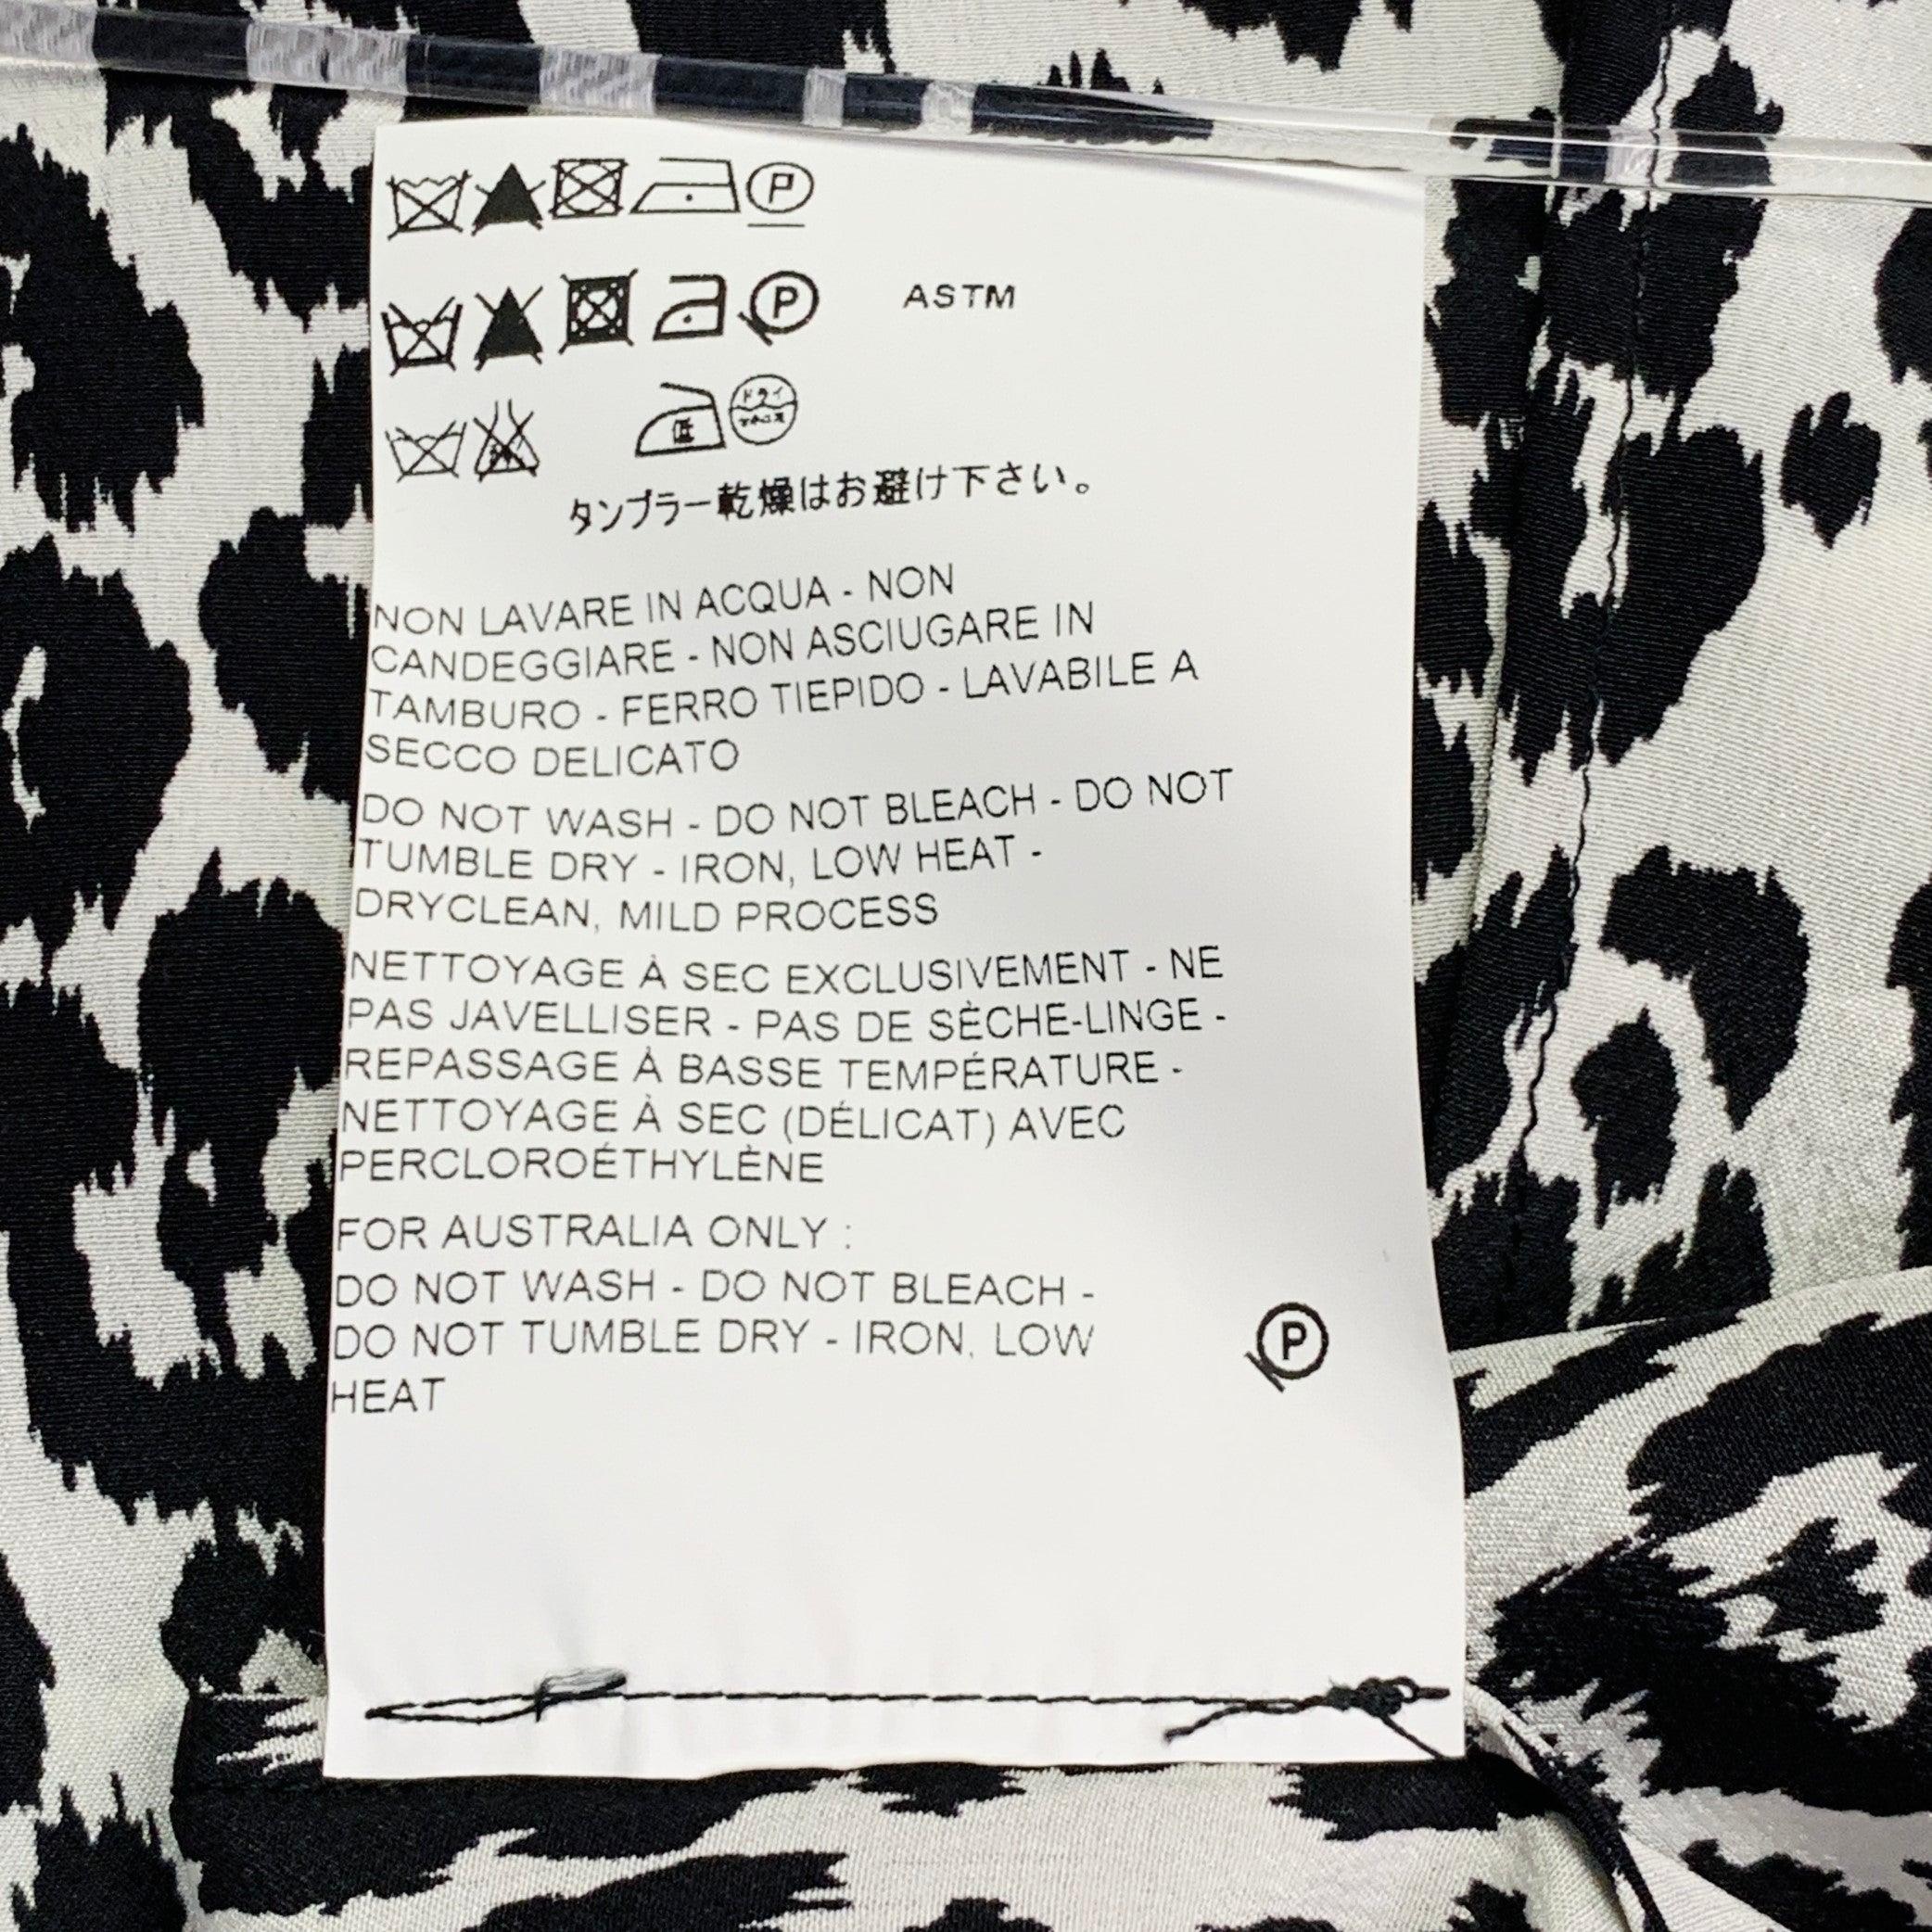 P
P ASTM
低 ドライ
タンブラー乾燥はお避け下さい。
NON LAVARE IN ACQUA - NON
CANDEGGIARE - NON ASCIUGARE IN
TAMBURO - FERRO TIEPIDO - LAVABILE A
SECCO DELICATO
DO NOT WASH - DO NOT BLEACH - DO NOT
TUMBLE DRY - IRON, LOW HEAT -
DRYCLEAN, MILD PROCESS
NETTOYAGE À SEC EXCLUSIVEMENT - NE
PAS JAVELLISER - PAS DE SÈCHE-LINGE -
REPASSAGE À BASSE TEMPÉRATURE -
NETTOYAGE À SEC (DÉLICAT) AVEC
PERCLOROÉTHYLÈNE
FOR AUSTRALIA ONLY :
DO NOT WASH - DO NOT BLEACH -
DO NOT TUMBLE DRY - IRON, LOW
HEAT
P